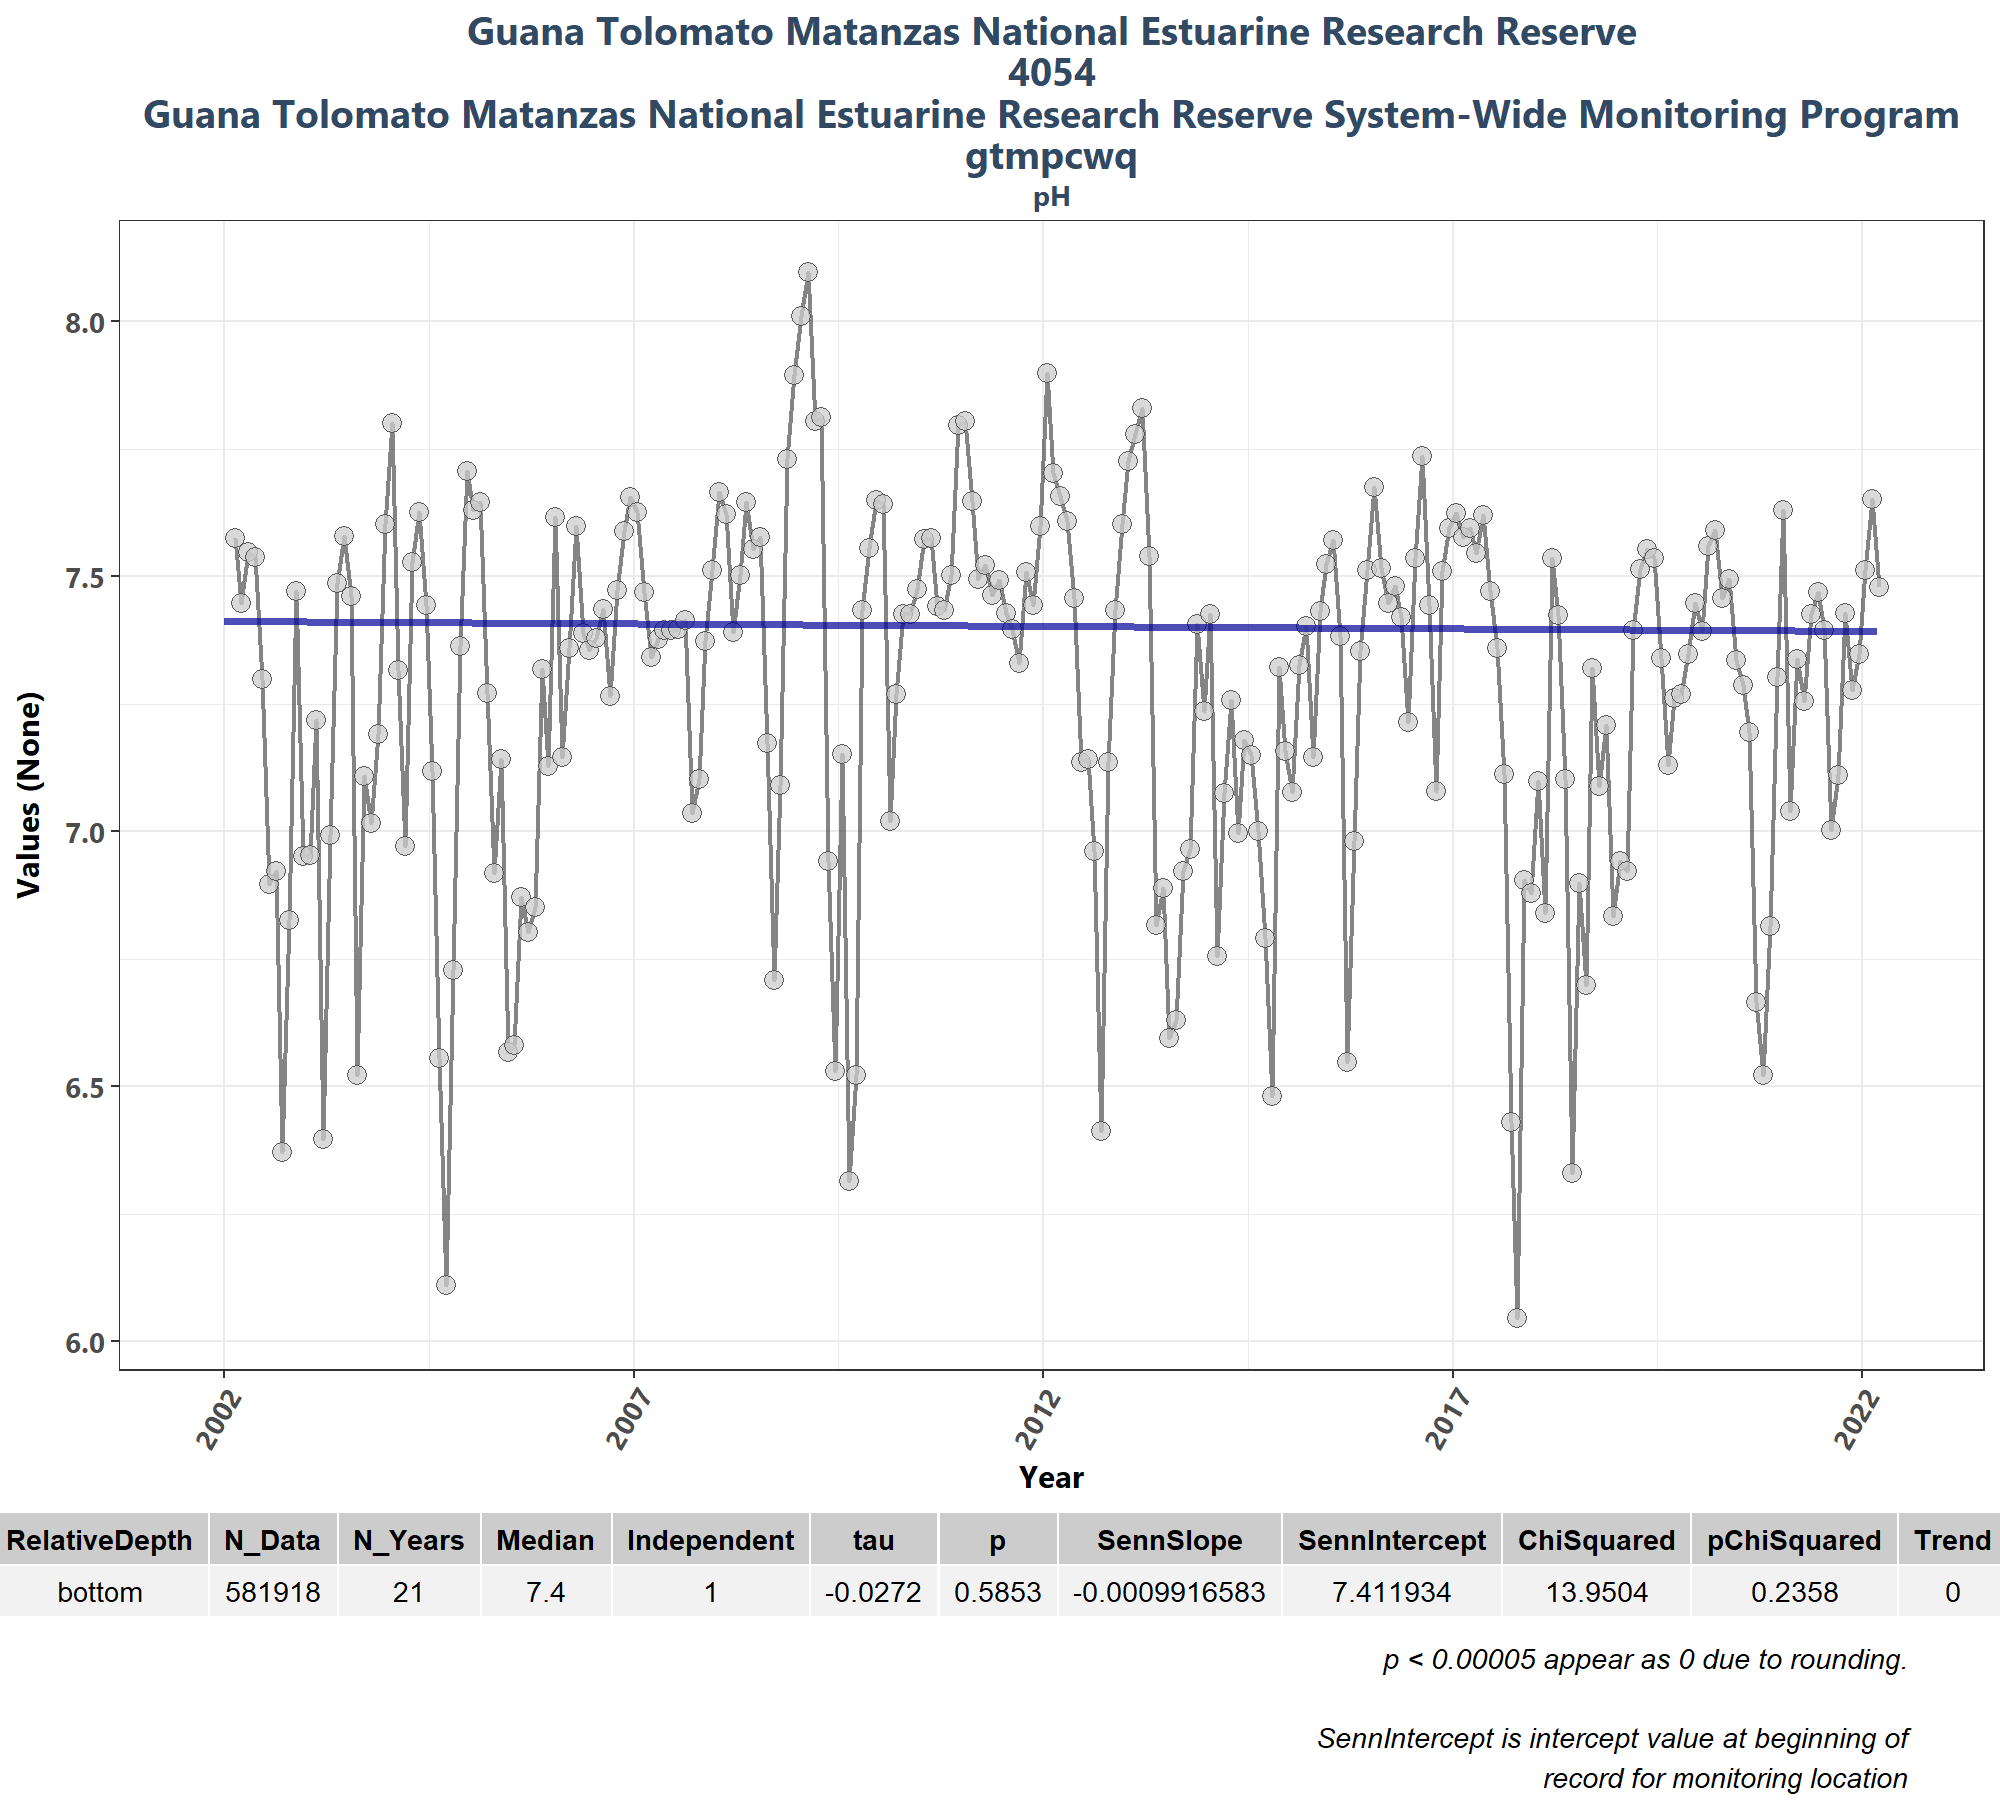 Guana Tolomato Matanzas National Estuarine Research Reserve
4054
Guana Tolomato Matanzas National Estuarine Research Reserve System-Wide Monitoring Program
gtmpcwq
pH
8.0
7.5
7.0
6.5
6.0
Values (None)
2002 2007 2012 2017 2022
Year
RelativeDepth N_Data N_Years Median Independent tau p SennSlope SennIntercept ChiSquared pChiSquared Trend
bottom 581918 21 7.4 1 -0.0272 0.5853 -0.0009916583 7.411934 13.9504 0.2358 0
p < 0.00005 appear as 0 due to rounding.
SennIntercept is intercept value at beginning of
record for monitoring location